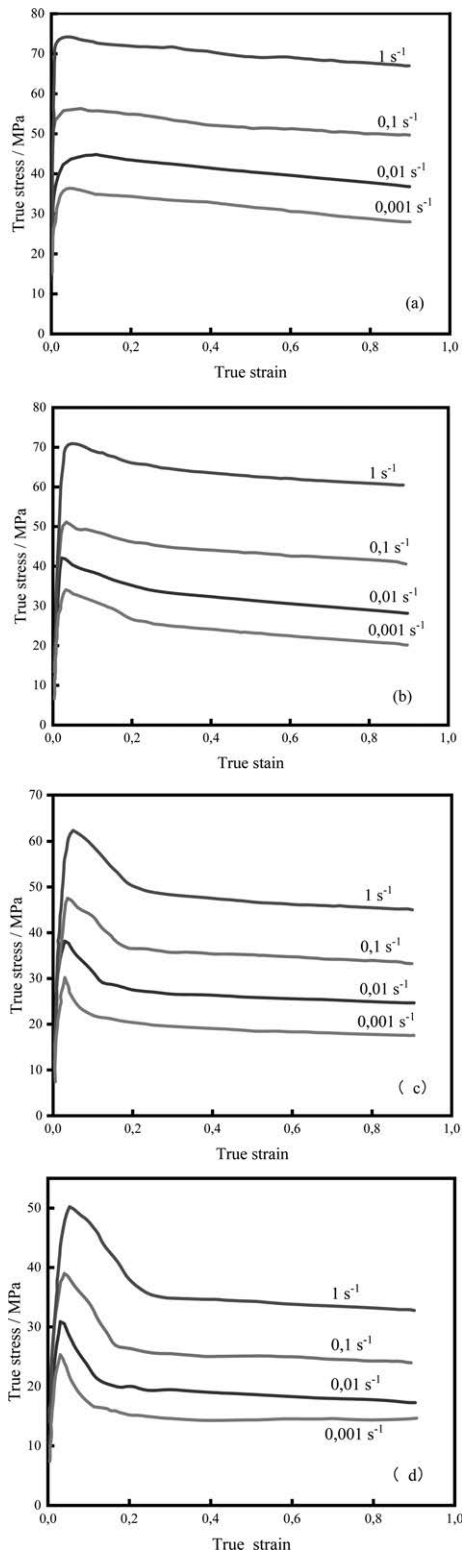 80
70
60
50
40
30
20
10
0
True stress / MPa
1 s-1
0,1 s-1
0,01 s-1
0,001 s-1
(a)
0,0 0,2 0,4 0,6 0,8 1,0
True strain
80
70
60
50
40
30
20
10
0
True stress / MPa
1 s-1
0,1 s-1
0,01 s-1
0,001 s-1
(b)
0,0 0,2 0,4 0,6 0,8 1,0
True stain
70
60
50
40
30
20
10
0
True stress / MPa
1 s-1
0,1 s-1
0,01 s-1
0,001 s-1
( c)
0,0 0,2 0,4 0,6 0,8 1,0
True strain
50
40
30
20
10
0
True stress / MPa
1 s-1
0,1 s-1
0,01 s-1
0,001 s-1
( d)
0,0 0,2 0,4 0,6 0,8 1,0
True strain